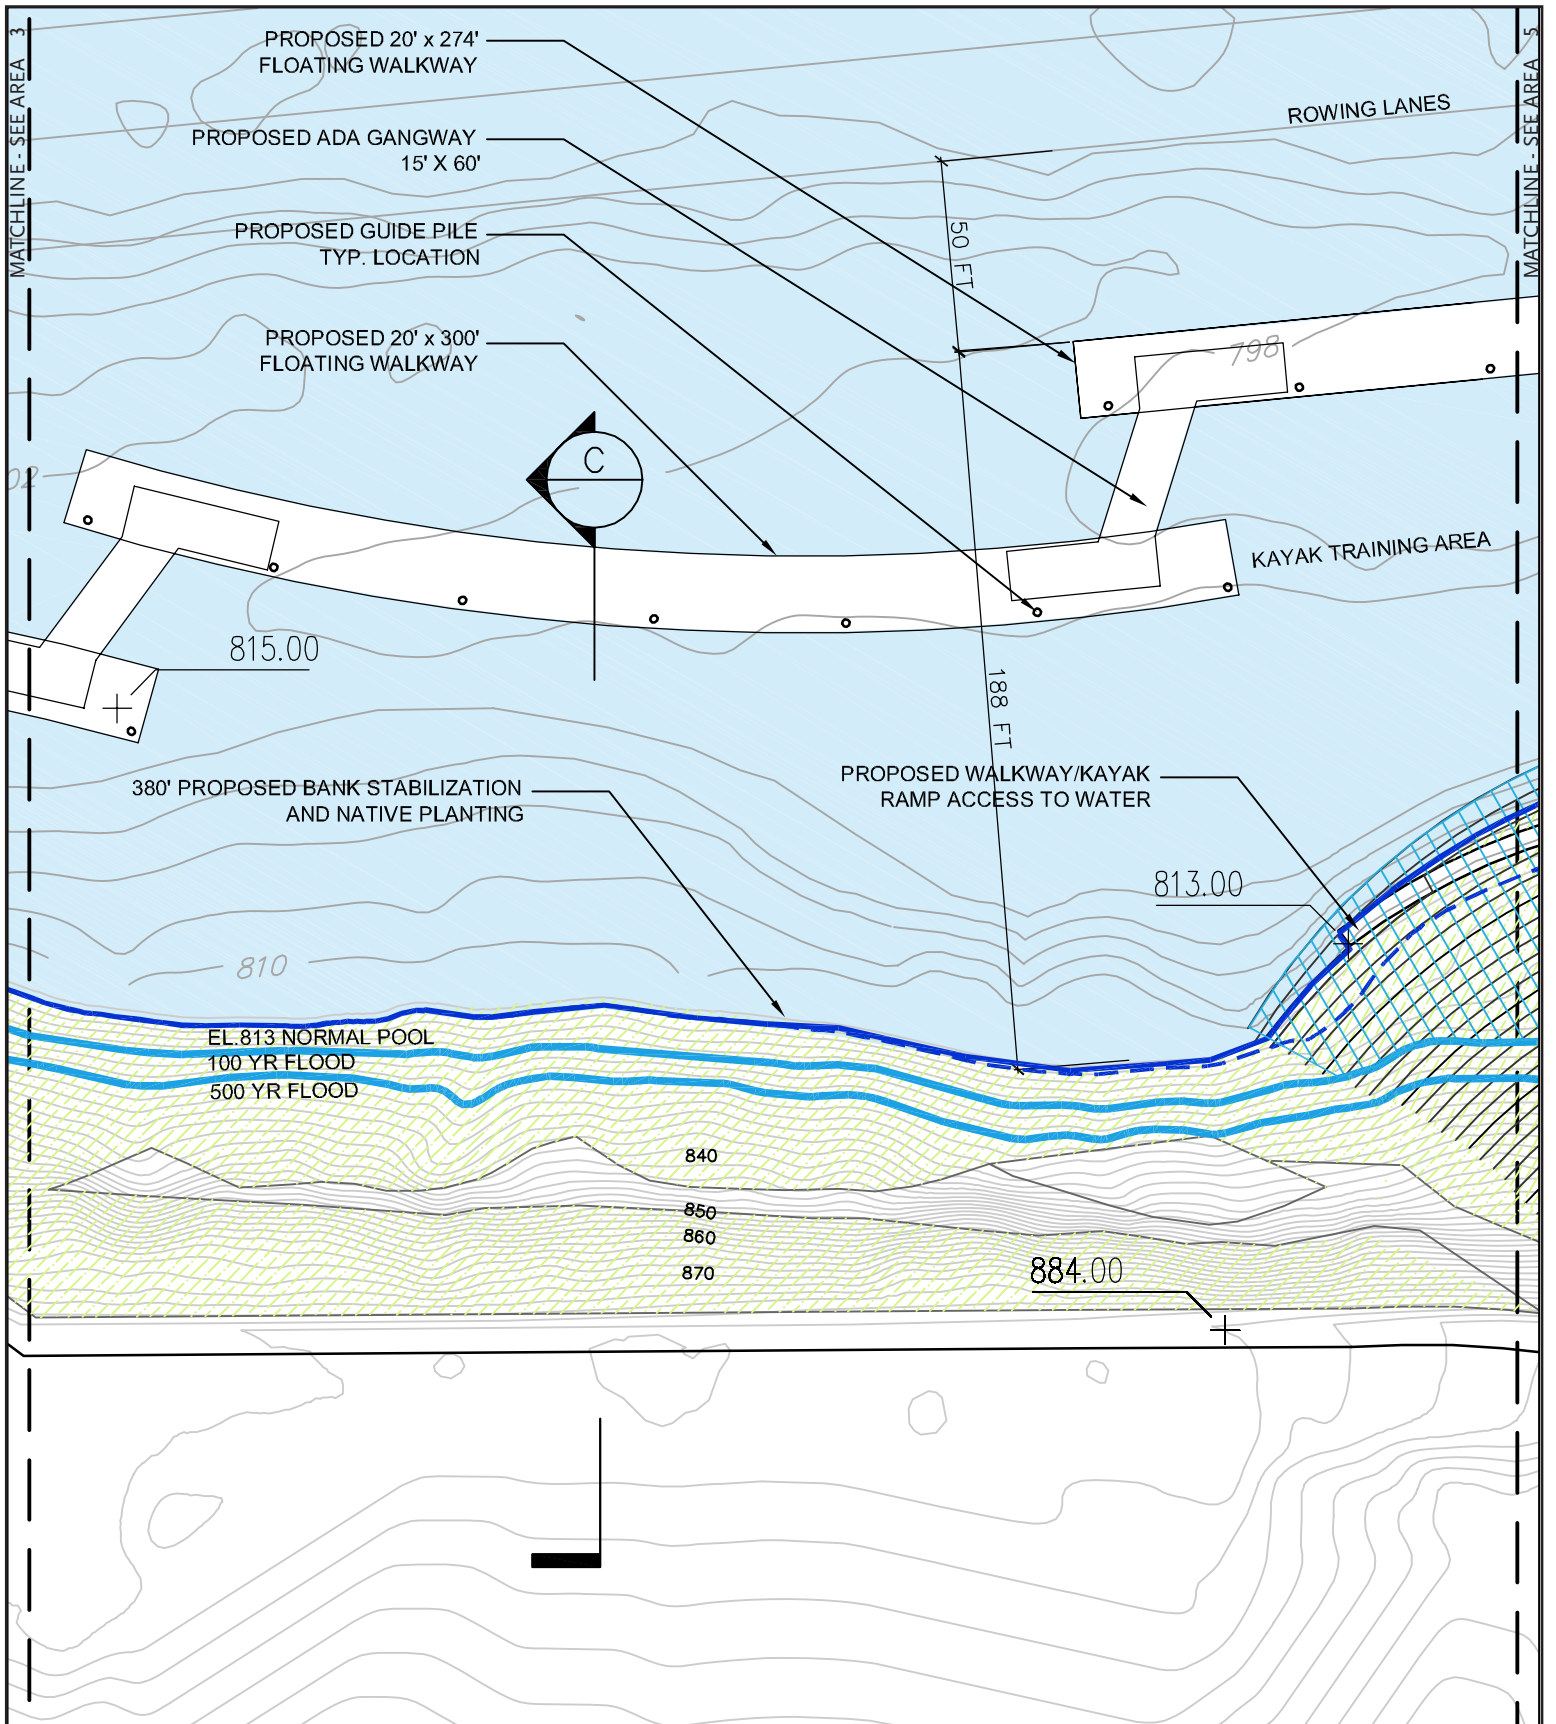 MATCHLINE - SEE AREA 3
MATCHLINE - SEE AREA 5
PROPOSED 20' x 274'
FLOATING WALKWAY
ROWING LANES
PROPOSED ADA GANGWAY
15' X 60'
50 FT
PROPOSED GUIDE PILE
TYP. LOCATION
PROPOSED 20' x 300'
FLOATING WALKWAY
798
C
02
KAYAK TRAINING AREA
815.00
188 FT
380' PROPOSED BANK STABILIZATION
AND NATIVE PLANTING
PROPOSED WALKWAY/KAYAK
RAMP ACCESS TO WATER
813.00
810
EL.813 NORMAL POOL
100 YR FLOOD
500 YR FLOOD
840
850
860
870
884.00